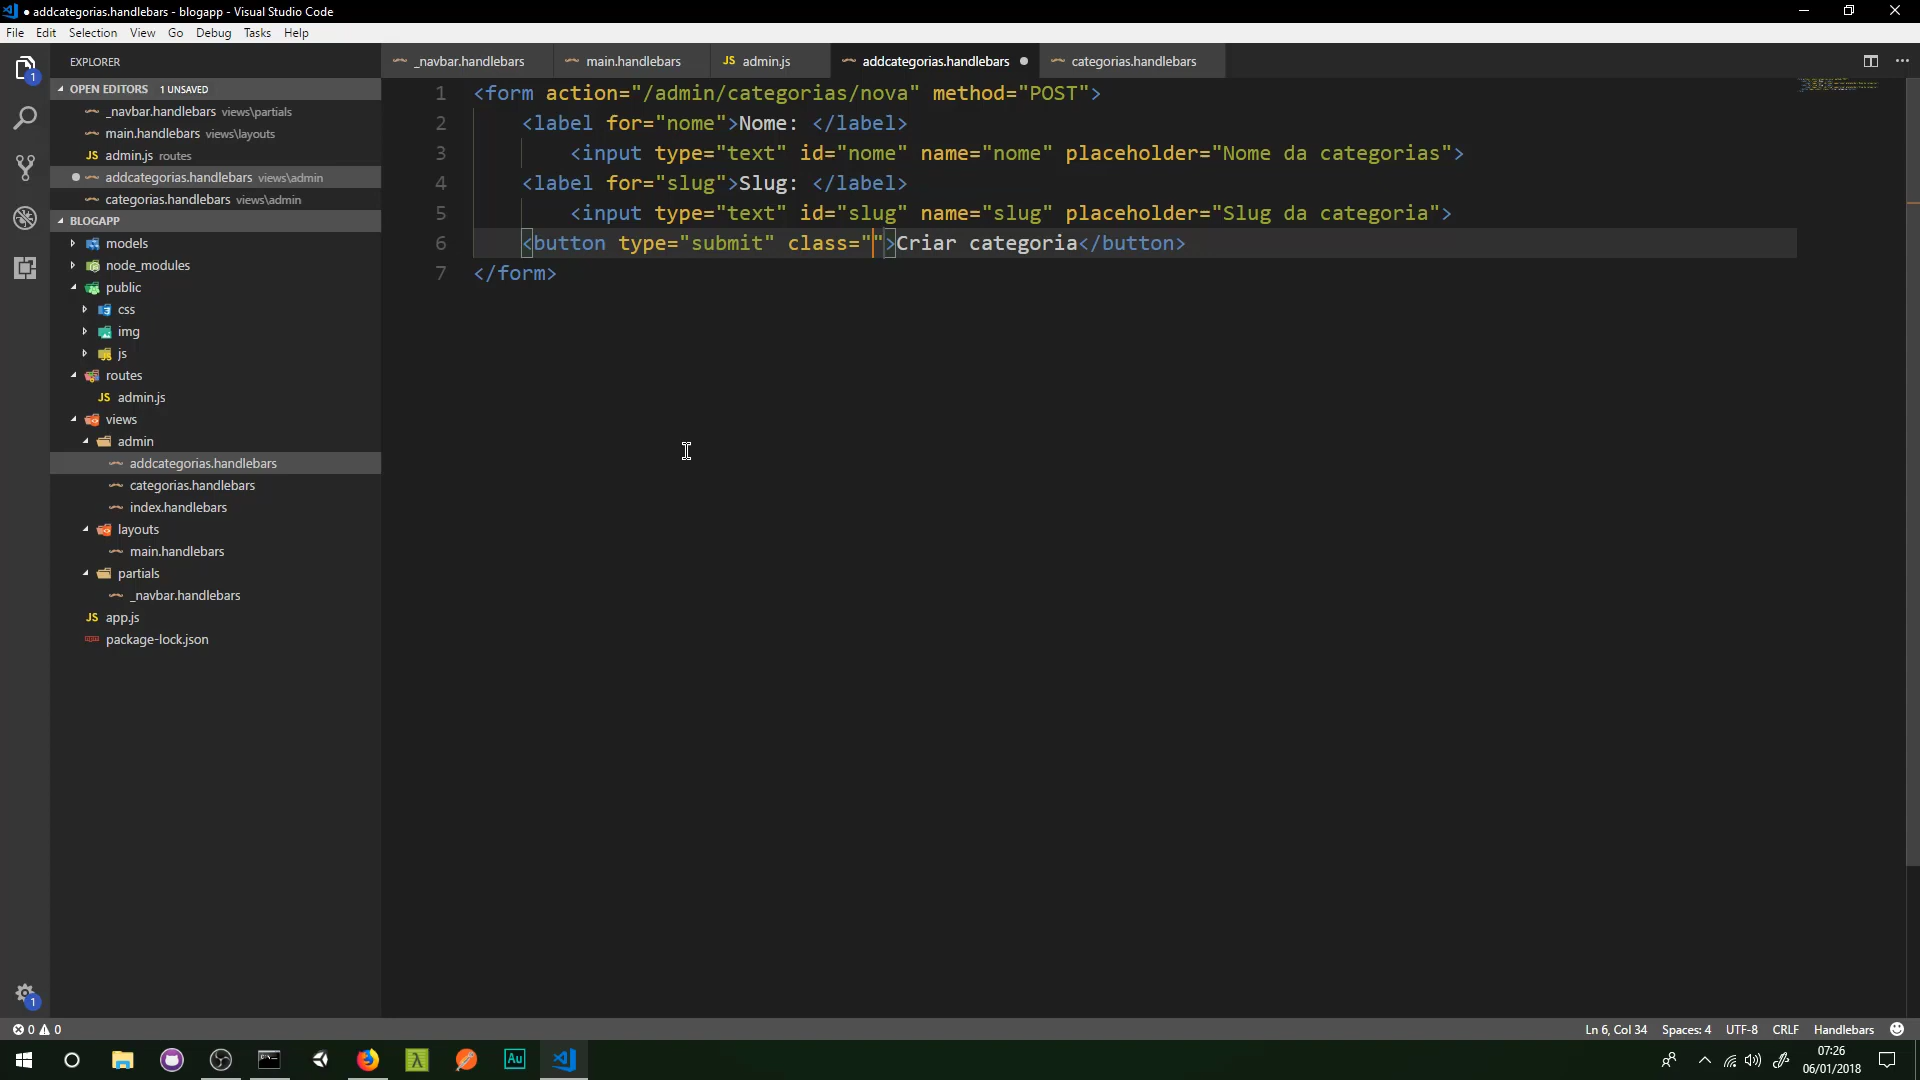 ● addcategorias.handlebars - blogapp - Visual Studio Code
File Edit Selection View Go Debug Tasks Help
EXPLORER
OPEN EDITORS 1 UNSAVED
_navbar.handlebars views\partials
main.handlebars views\layouts
JS admin.js routes
addcategorias.handlebars views\admin
categorias.handlebars views\admin
BLOGAPP
models
node_modules
public
css
img
js
routes
JS admin.js
views
admin
addcategorias.handlebars
categorias.handlebars
index.handlebars
layouts
main.handlebars
partials
_navbar.handlebars
JS app.js
package-lock.json
1
1
_navbar.handlebars main.handlebars JS admin.js addcategorias.handlebars ● categorias.handlebars
1 <form action="/admin/categorias/nova" method="POST">
2 <label for="nome">Nome: </label>
3 <input type="text" id="nome" name="nome" placeholder="Nome da categorias">
4 <label for="slug">Slug: </label>
5 <input type="text" id="slug" name="slug" placeholder="Slug da categoria">
6 <button type="submit" class="">Criar categoria</button>
7 </form>
0 0 Ln 6, Col 34 Spaces: 4 UTF-8 CRLF Handlebars
Au
07:26
06/01/2018